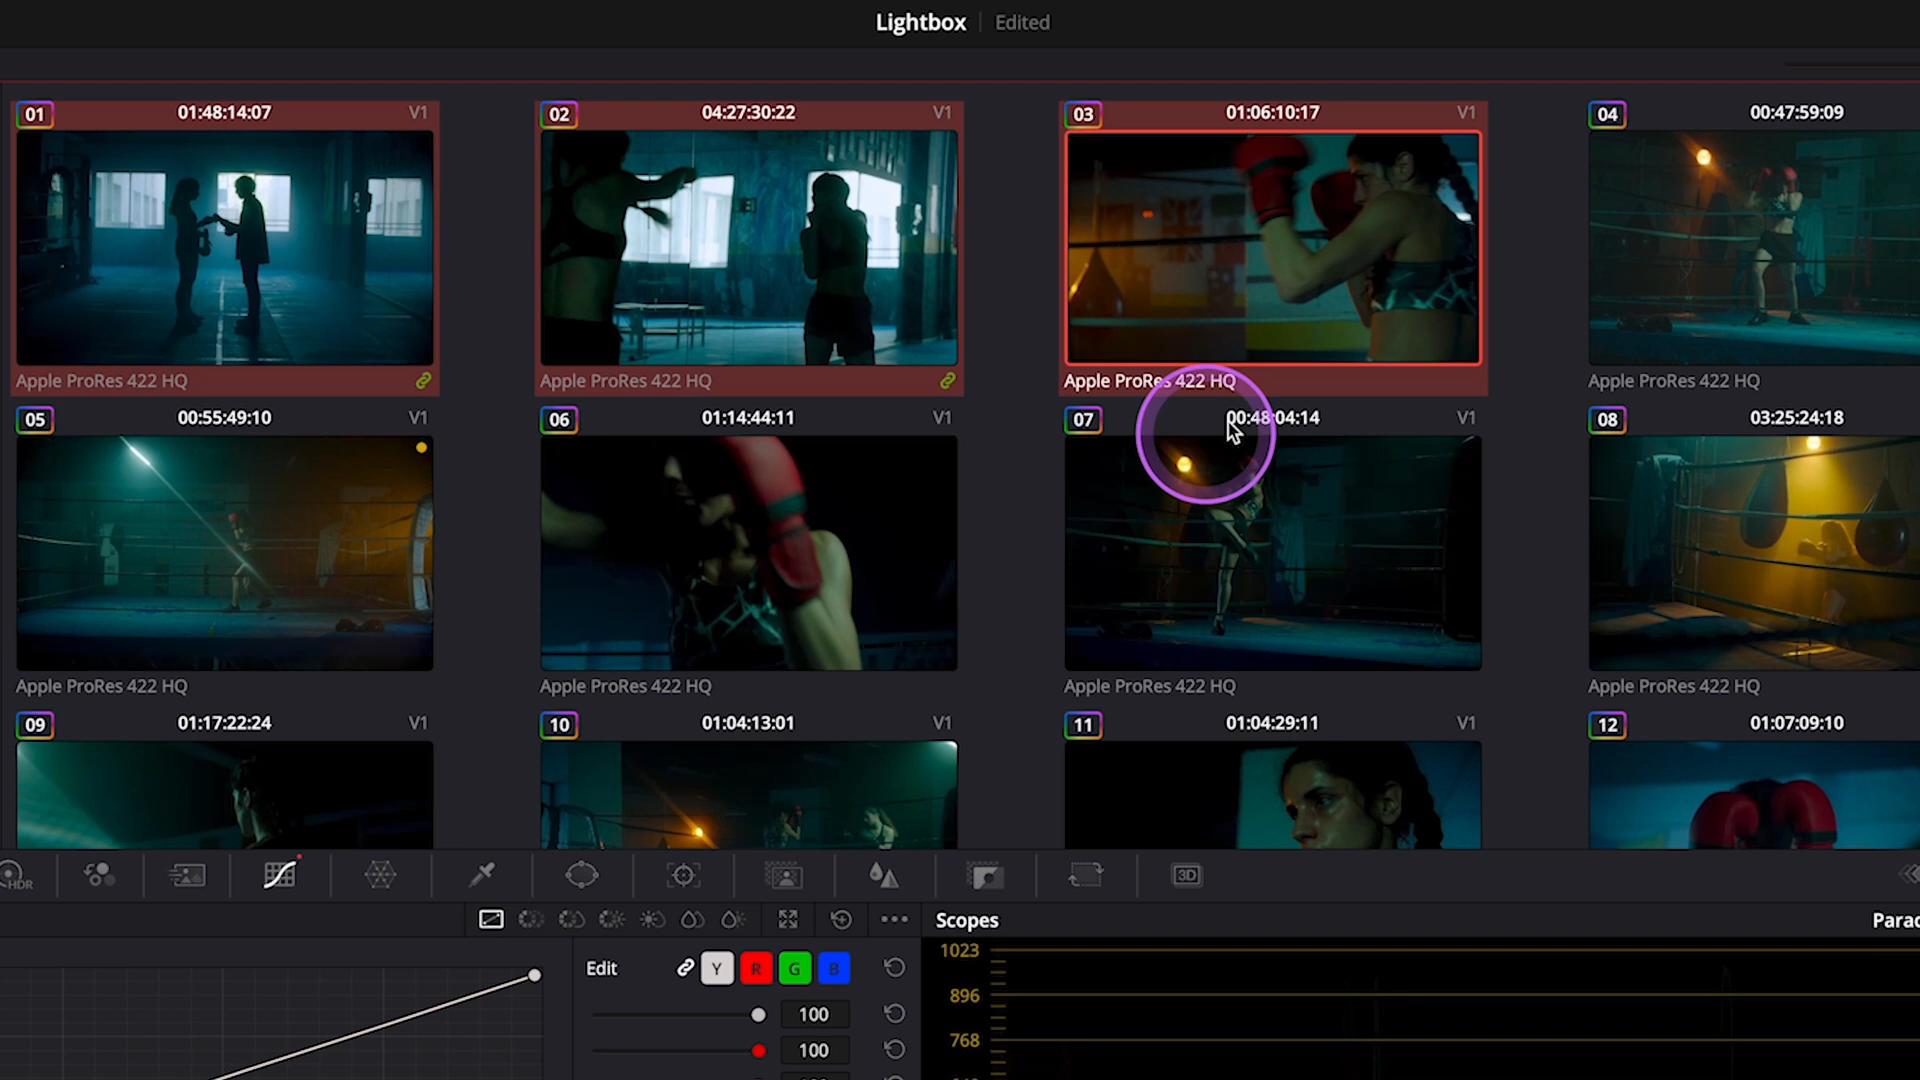 Lightbox Edited
01 01:48:14:07 V1 02 04:27:30:22 V1 03 01:06:10:17 V1 04 00:47:59:09
Apple ProRes 422 HQ Apple ProRes 422 HQ Apple ProRes 422 HQ Apple ProRes 422 HQ
05 00:55:49:10 V1 06 01:14:44:11 V1 07 00:48:04:14 V1 08 03:25:24:18
Apple ProRes 422 HQ Apple ProRes 422 HQ Apple ProRes 422 HQ Apple ProRes 422 HQ
09 01:17:22:24 V1 10 01:04:13:01 V1 11 01:04:29:11 V1 12 01:07:09:10
HDR 3D
Scopes Parad
Edit Y R G B
1023
896
100
768
100